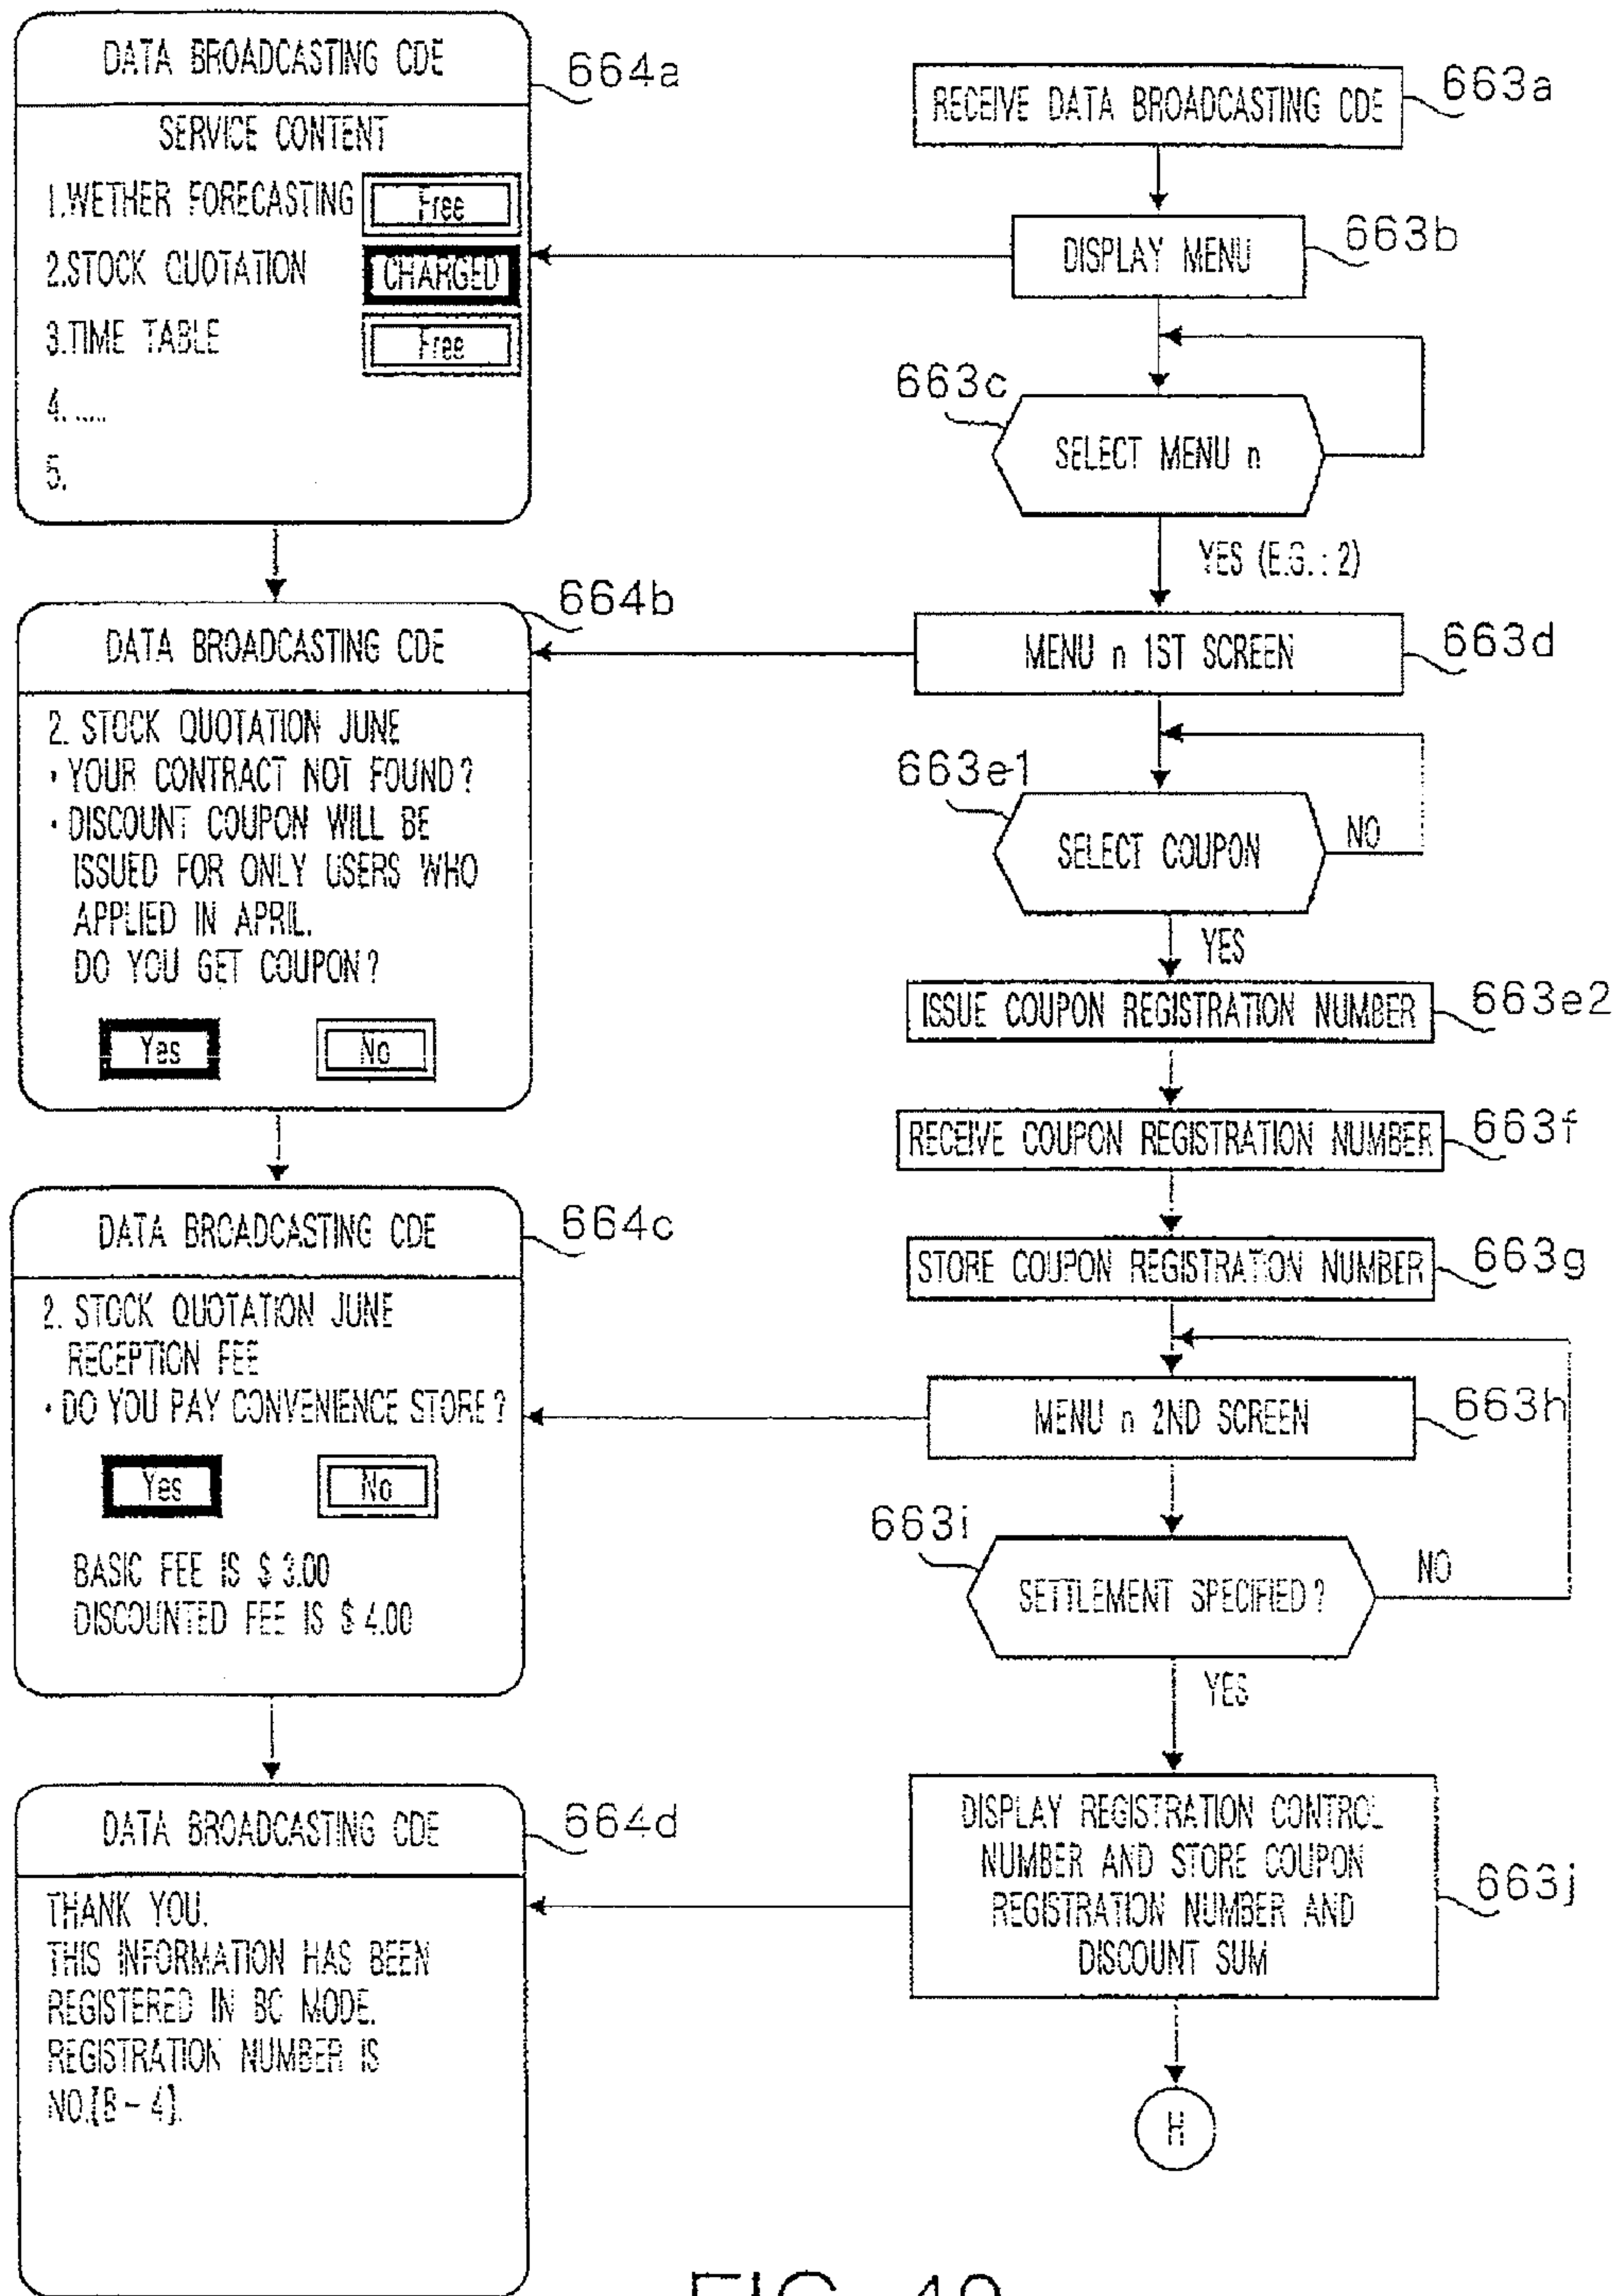 DATA BROADCASTING CDE
664a
SERVICE CONTENT
1.WETHER FORECASTING Free
2.STOCK QUOTATION CHARGED
3.TIME TABLE Free
4. .....
5.
DATA BROADCASTING CDE
664b
2. STOCK QUOTATION JUNE
• YOUR CONTRACT NOT FOUND?
• DISCOUNT COUPON WILL BE
ISSUED FOR ONLY USERS WHO
APPLIED IN APRIL.
DO YOU GET COUPON?
Yes No
DATA BROADCASTING CDE
664c
2. STOCK QUOTATION JUNE
RECEPTION FEE
• DO YOU PAY CONVENIENCE STORE?
Yes No
BASIC FEE IS $ 3.00
DISCOUNTED FEE IS $ 4.00
DATA BROADCASTING CDE
664d
THANK YOU.
THIS INFORMATION HAS BEEN
REGISTERED IN BC MODE.
REGISTRATION NUMBER IS
NO.[B-4].
RECEIVE DATA BROADCASTING CDE
663a
DISPLAY MENU
663b
663c
SELECT MENU n
YES (E.G. : 2)
MENU n 1ST SCREEN
663d
663e1
SELECT COUPON
NO
YES
ISSUE COUPON REGISTRATION NUMBER
663e2
RECEIVE COUPON REGISTRATION NUMBER
663f
STORE COUPON REGISTRATION NUMBER
663g
MENU n 2ND SCREEN
663h
663i
SETTLEMENT SPECIFIED?
NO
YES
DISPLAY REGISTRATION CONTROL
NUMBER AND STORE COUPON
REGISTRATION NUMBER AND
DISCOUNT SUM
663j
H